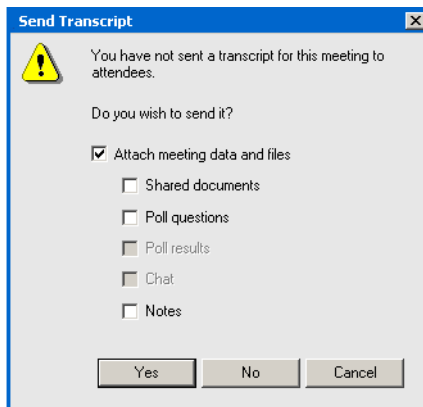 Send Transcript
You have not sent a transcript for this meeting to
attendees.
Do you wish to send it?
Attach meeting data and files
Shared documents
Poll questions
Poll results
Chat
Notes
Yes No Cancel